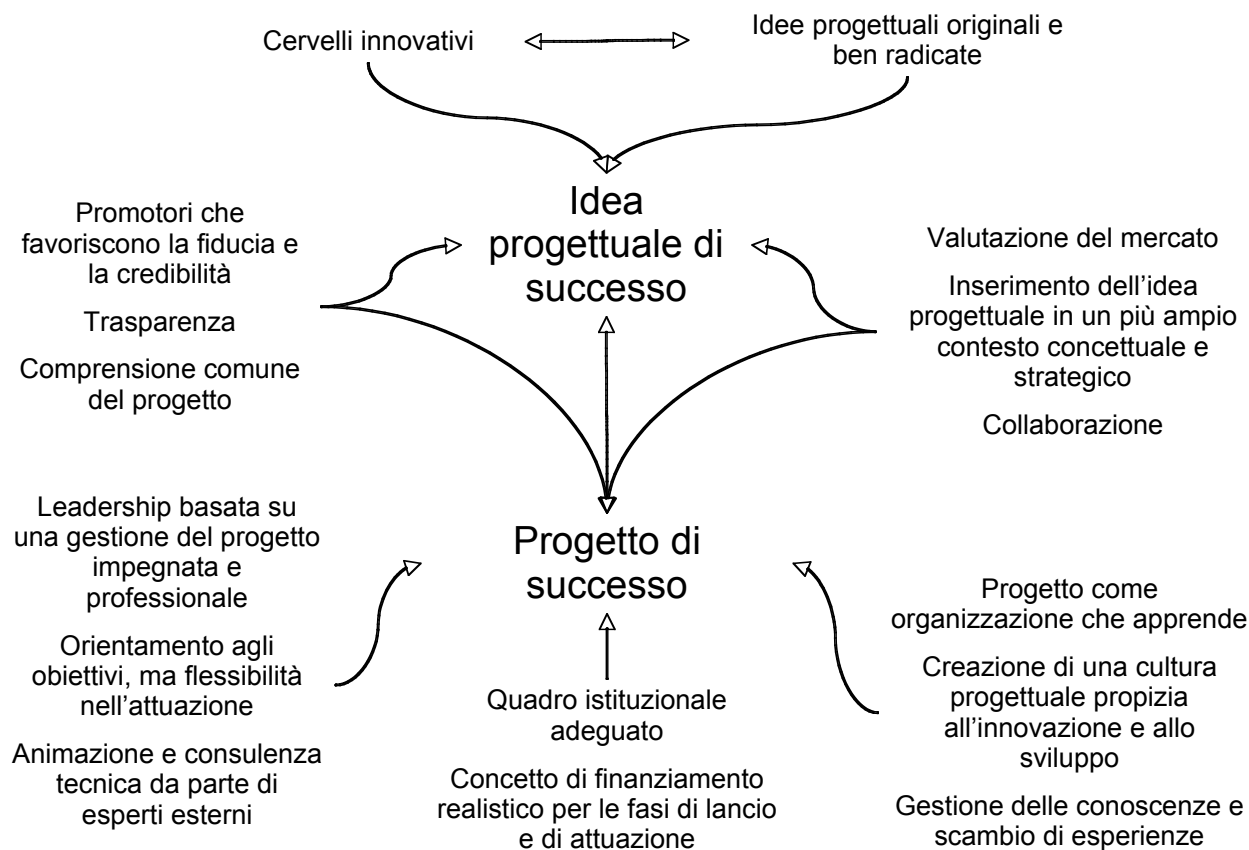 Cervelli innovativi
Idee progettuali originali e
ben radicate
Idea
progettuale di
successo
Promotori che
favoriscono la fiducia e
la credibilità
Trasparenza
Comprensione comune
del progetto
Valutazione del mercato
Inserimento dell'idea
progettuale in un più ampio
contesto concettuale e
strategico
Collaborazione
Progetto di
successo
Leadership basata su
una gestione del progetto
impegnata e
professionale
Orientamento agli
obiettivi, ma flessibilità
nell'attuazione
Animazione e consulenza
tecnica da parte di
esperti esterni
Quadro istituzionale
adeguato
Concetto di finanziamento
realistico per le fasi di lancio
e di attuazione
Progetto come
organizzazione che apprende
Creazione di una cultura
progettuale propizia
all'innovazione e allo
sviluppo
Gestione delle conoscenze e
scambio di esperienze